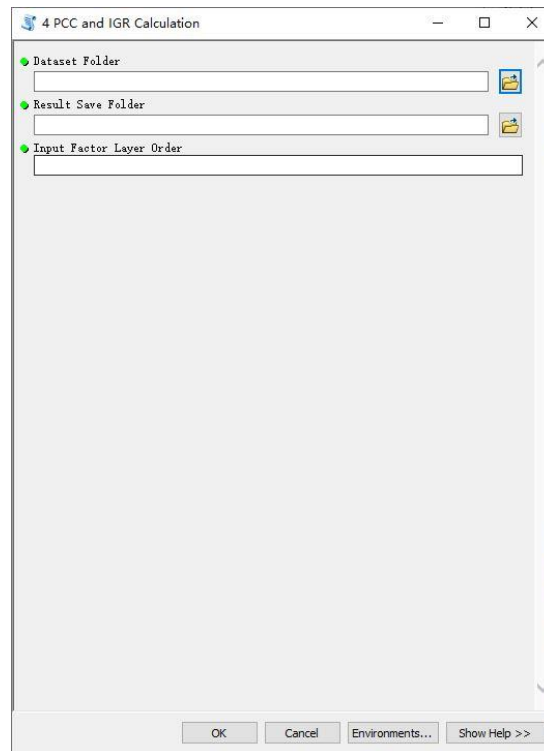 4 PCC and IGR Calculation
Dataset Folder
Result Save Folder
Input Factor Layer Order
OK
Cancel
Environments...
Show Help >>